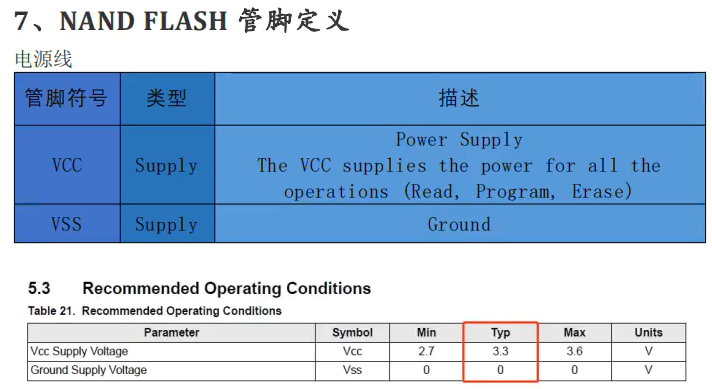 7、NAND FLASH 管脚定义
电源线
管脚符号 类型 描述
Power Supply
VCC Supply The VCC supplies the power for all the
operations (Read, Program, Erase)
VSS Supply Ground
5.3 Recommended Operating Conditions
Table 21. Recommended Operating Conditions
Parameter Symbol Min Typ Max Units
Vcc Supply Voltage Vcc 2.7 3.3 3.6 V
Ground Supply Voltage Vss 0 0 0 V